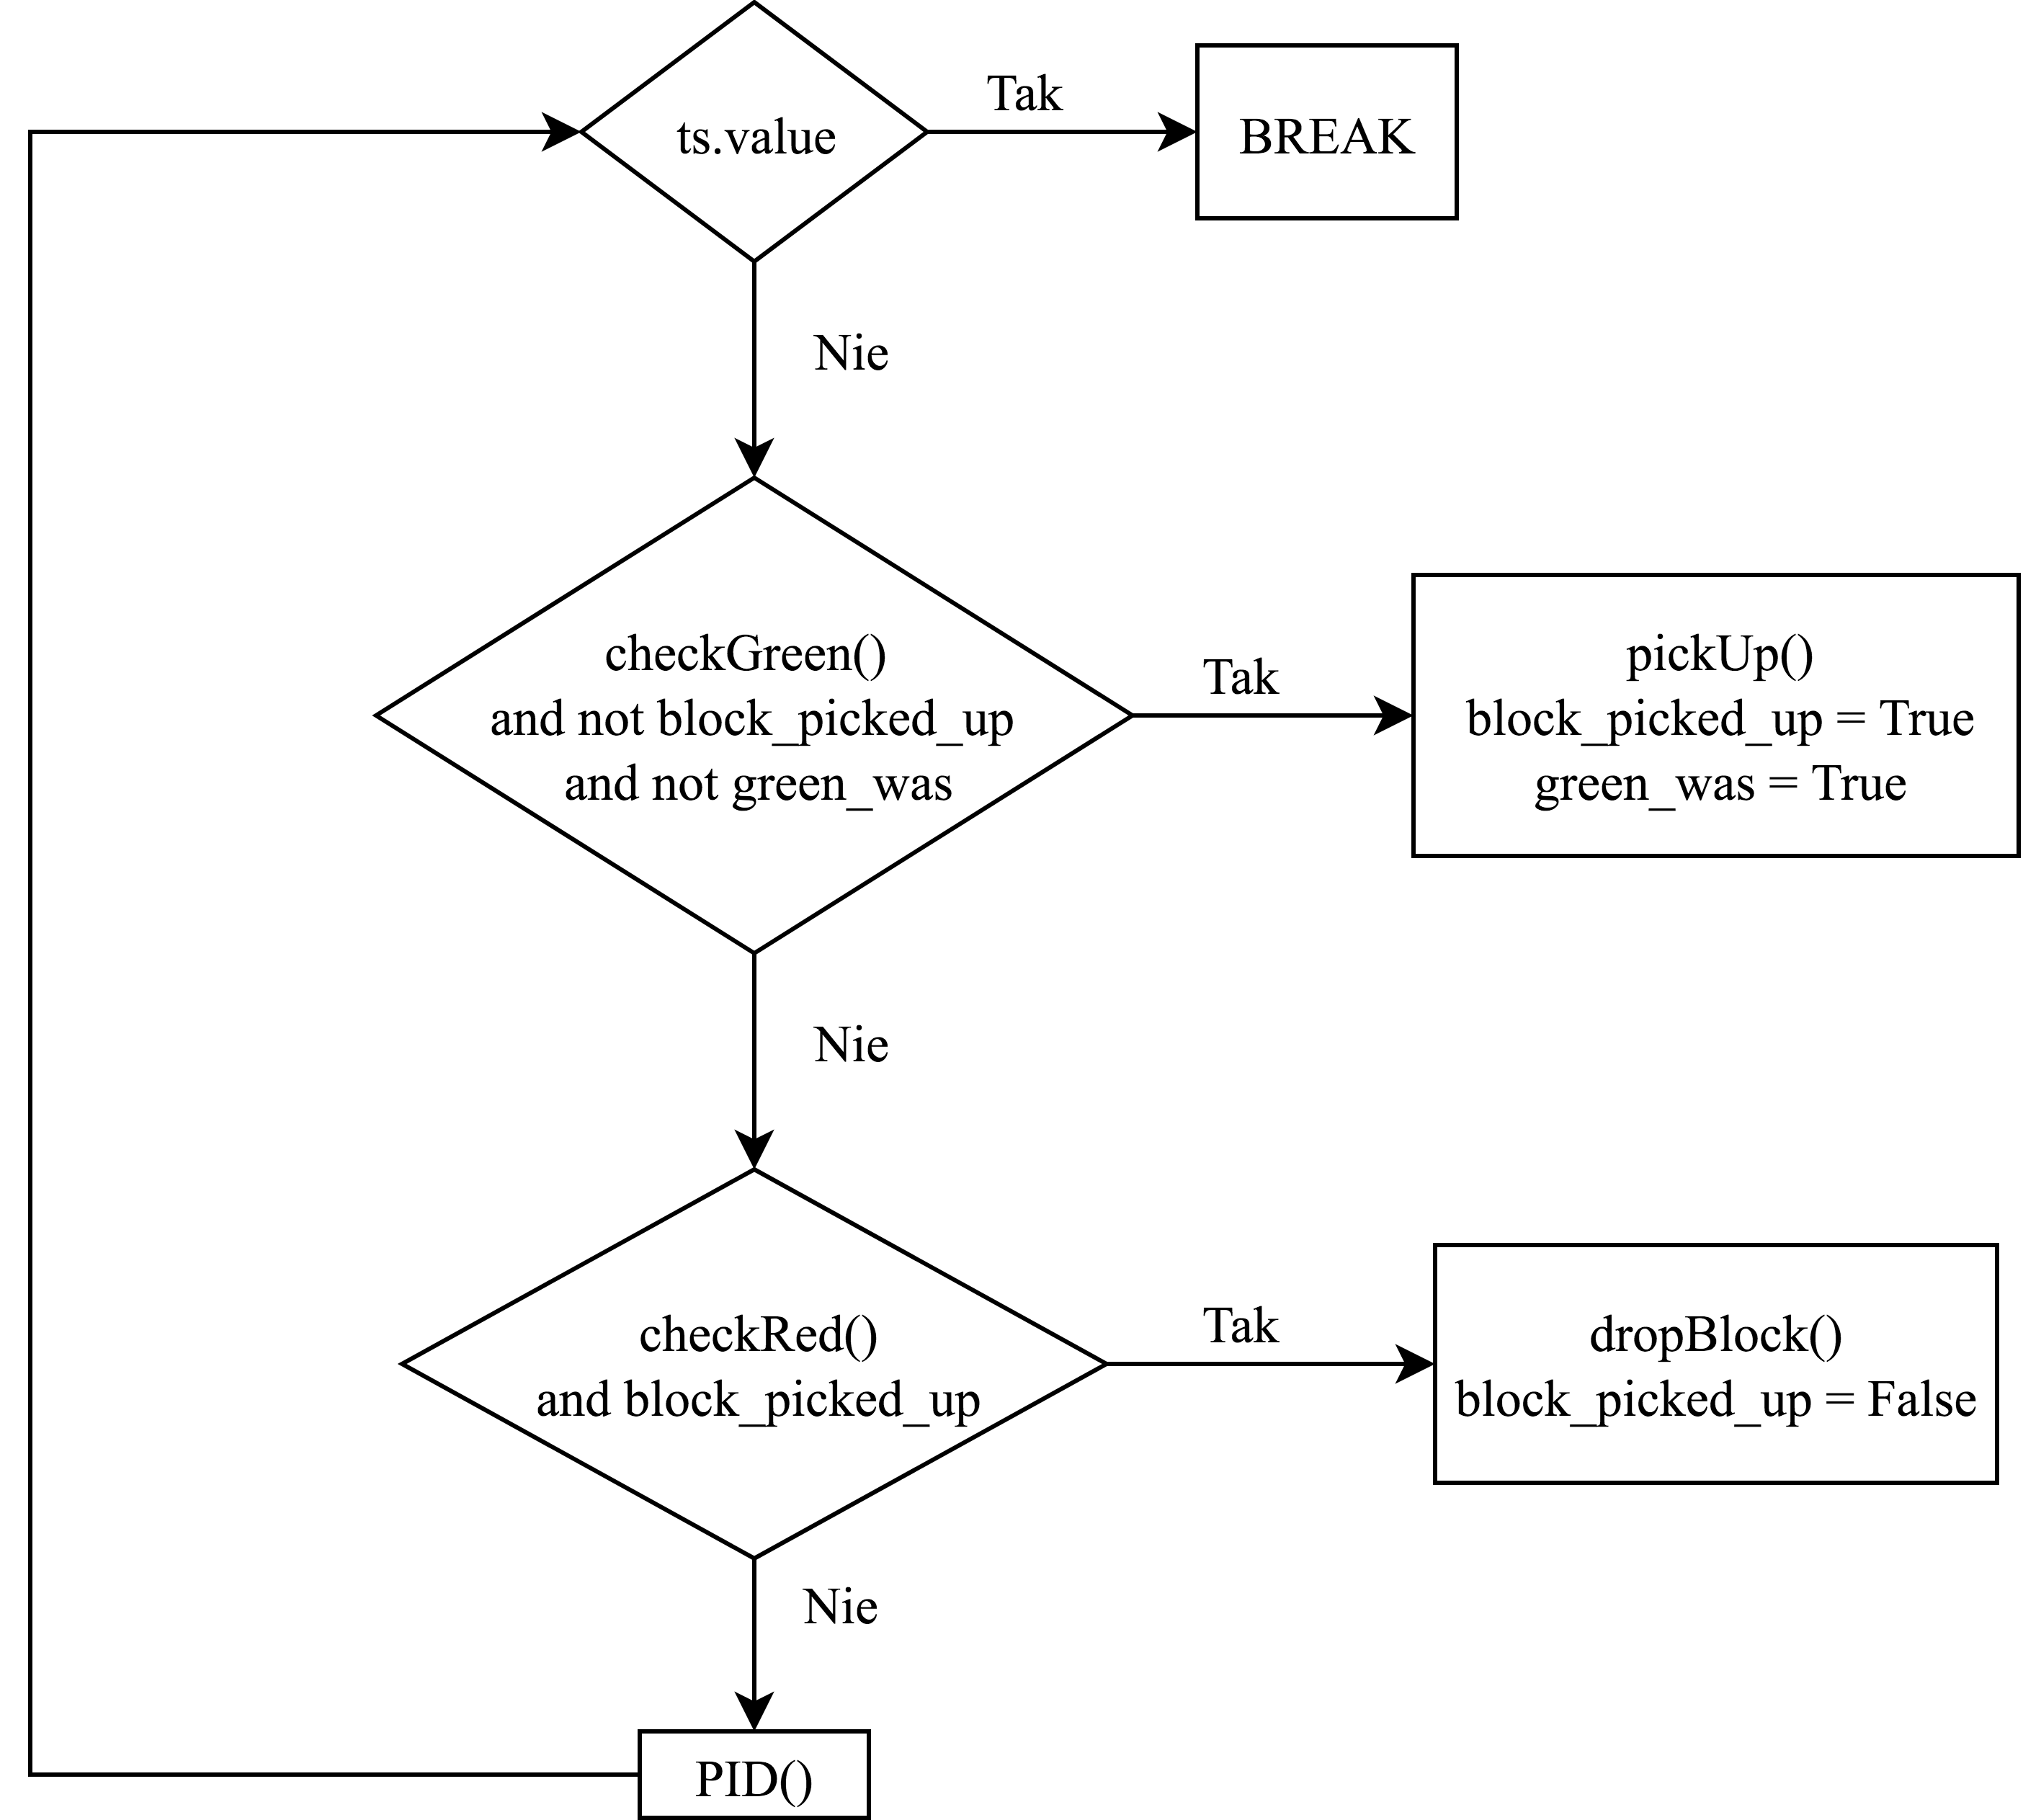 ts.value
Tak
BREAK
Nie
checkGreen()
and not block_picked_up
and not green_was
Tak
pickUp()
block_picked_up = True
green_was = True
Nie
checkRed()
and block_picked_up
Tak
dropBlock()
block_picked_up = False
Nie
PID()